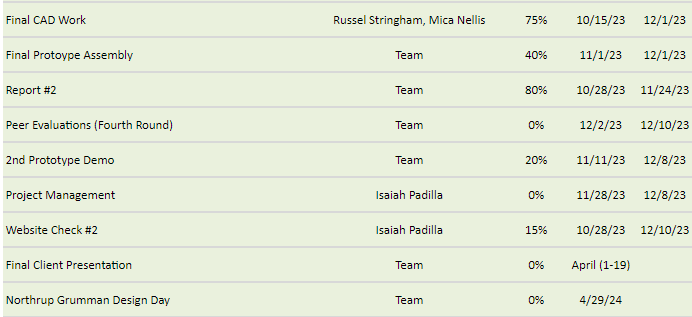 Final CAD Work Russel Stringham, Mica Nellis 75% 10/15/23 12/1/23
Final Protoype Assembly Team 40% 11/1/23 12/1/23
Report #2 Team 80% 10/28/23 11/24/23
Peer Evaluations (Fourth Round) Team 0% 12/2/23 12/10/23
2nd Prototype Demo Team 20% 11/11/23 12/8/23
Project Management Isaiah Padilla 0% 11/28/23 12/8/23
Website Check #2 Isaiah Padilla 15% 10/28/23 12/10/23
Final Client Presentation Team 0% April (1-19)
Northrup Grumman Design Day Team 0% 4/29/24